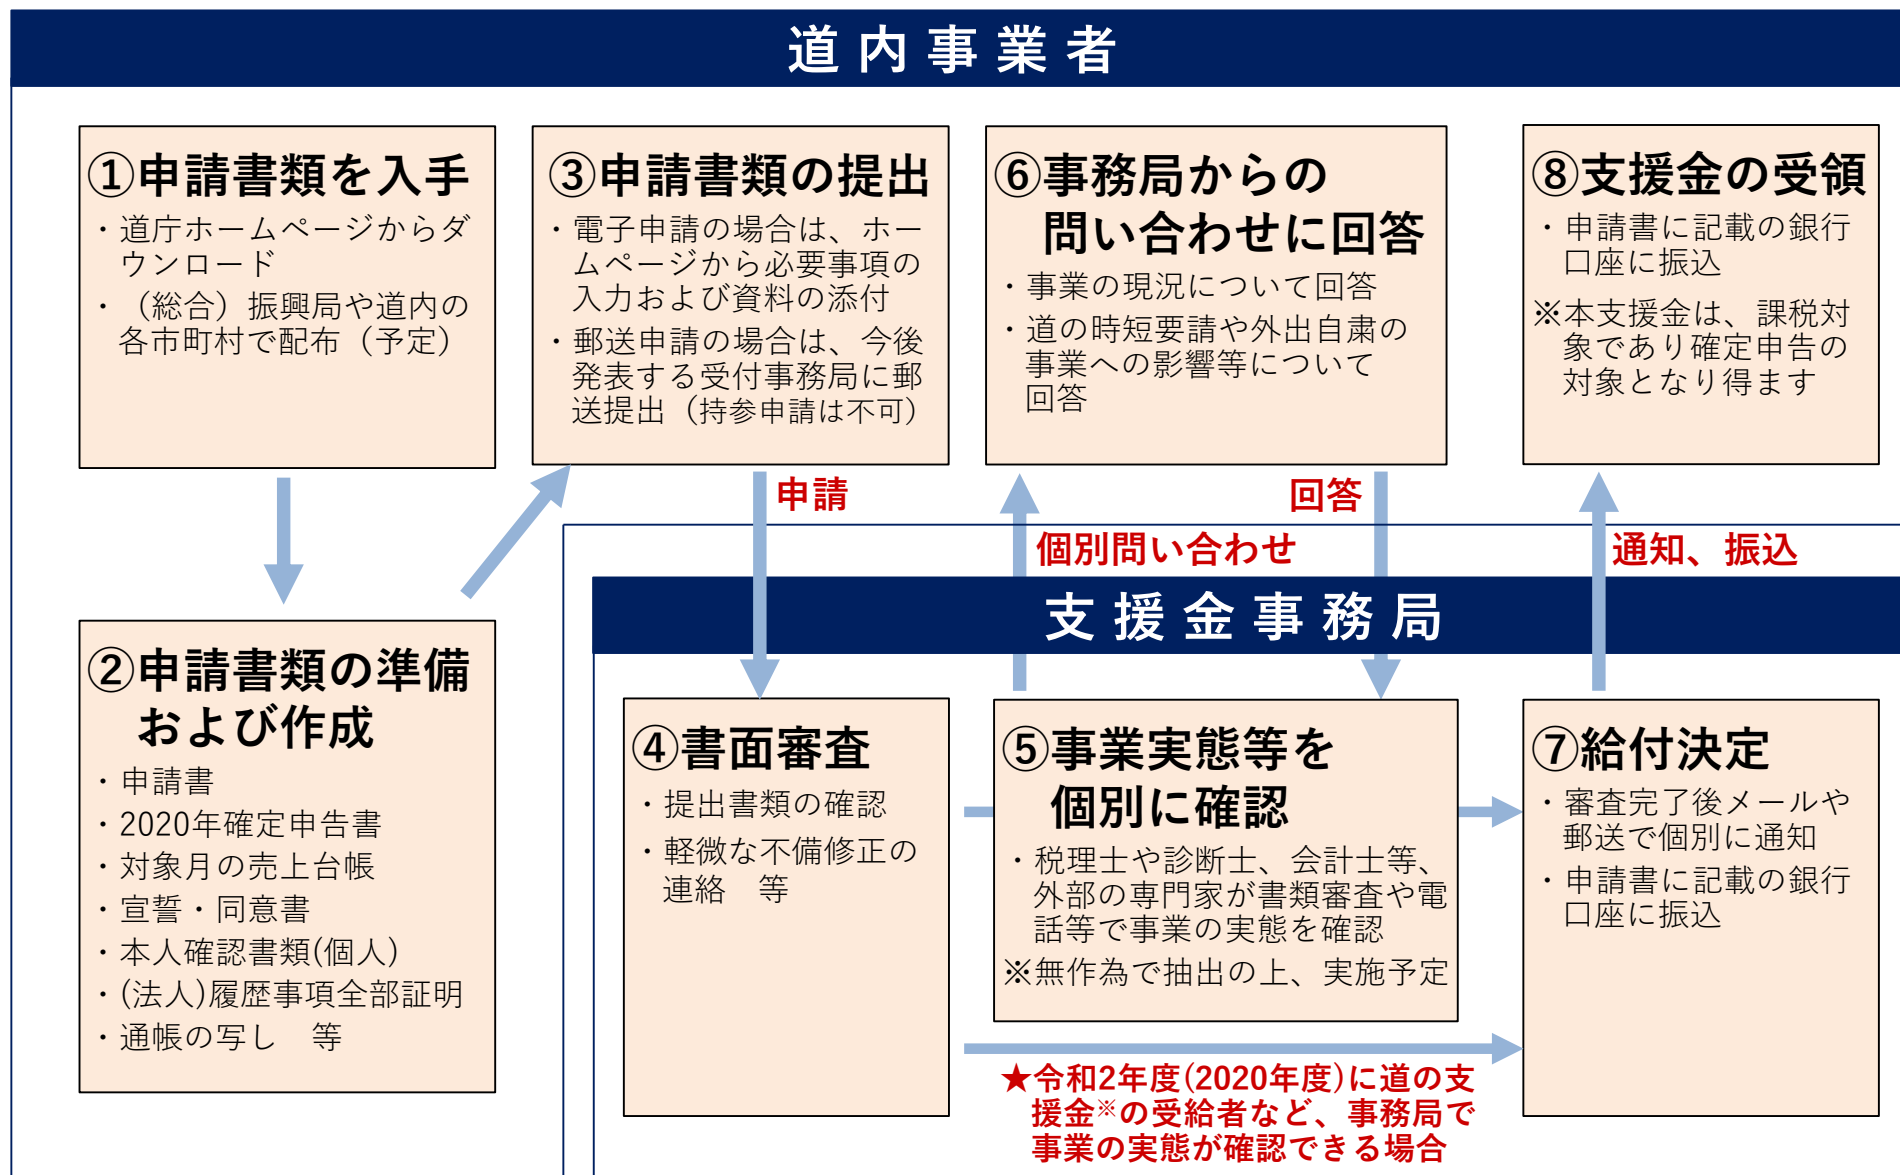 道内事業者
①申請書類を入手
・道庁ホームページからダ
ウンロード
・（総合）振興局や道内の
各市町村で配布（予定）
②申請書類の準備
および作成
・申請書
・2020年確定申告書
・対象月の売上台帳
・宣誓・同意書
・本人確認書類(個人)
・(法人)履歴事項全部証明
・通帳の写し　等
③申請書類の提出
・電子申請の場合は、ホー
ムページから必要事項の
入力および資料の添付
・郵送申請の場合は、今後
発表する受付事務局に郵
送提出（持参申請は不可）
申請
支援金事務局
④書面審査
・提出書類の確認
・軽微な不備修正の
連絡　等
⑤事業実態等を
個別に確認
・税理士や診断士、会計士等、
外部の専門家が書類審査や電
話等で事業の実態を確認
※無作為で抽出の上、実施予定
★令和2年度(2020年度)に道の支
援金※の受給者など、事務局で
事業の実態が確認できる場合
個別問い合わせ
⑥事務局からの
問い合わせに回答
・事業の現況について回答
・道の時短要請や外出自粛の
事業への影響等について
回答
回答
⑦給付決定
・審査完了後メールや
郵送で個別に通知
・申請書に記載の銀行
口座に振込
通知、振込
⑧支援金の受領
・申請書に記載の銀行
口座に振込
※本支援金は、課税対
象であり確定申告の
対象となり得ます